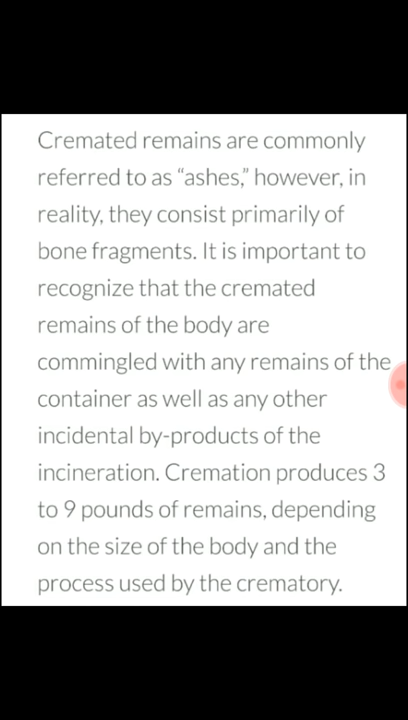 Cremated remains are commonly
referred to as “ashes,” however, in
reality, they consist primarily of
bone fragments. It is important to
recognize that the cremated
remains of the body are
commingled with any remains of the
container as well as any other
incidental by-products of the
incineration. Cremation produces 3
to 9 pounds of remains, depending
on the size of the body and the
process used by the crematory.